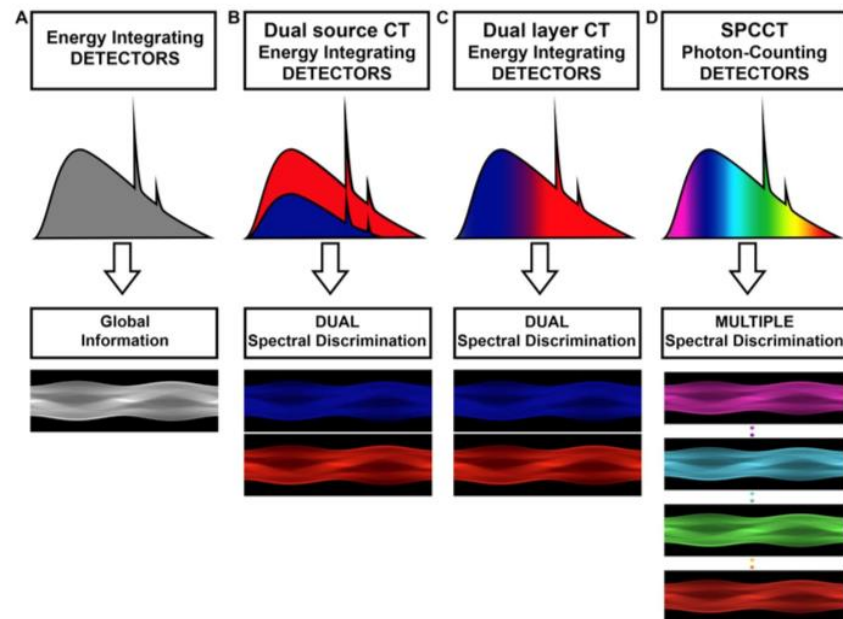 A
Energy Integrating
DETECTORS
B
Dual source CT
Energy Integrating
DETECTORS
C
Dual layer CT
Energy Integrating
DETECTORS
D
SPCCT
Photon-Counting
DETECTORS
Global
Information
DUAL
Spectral Discrimination
DUAL
Spectral Discrimination
MULTIPLE
Spectral Discrimination